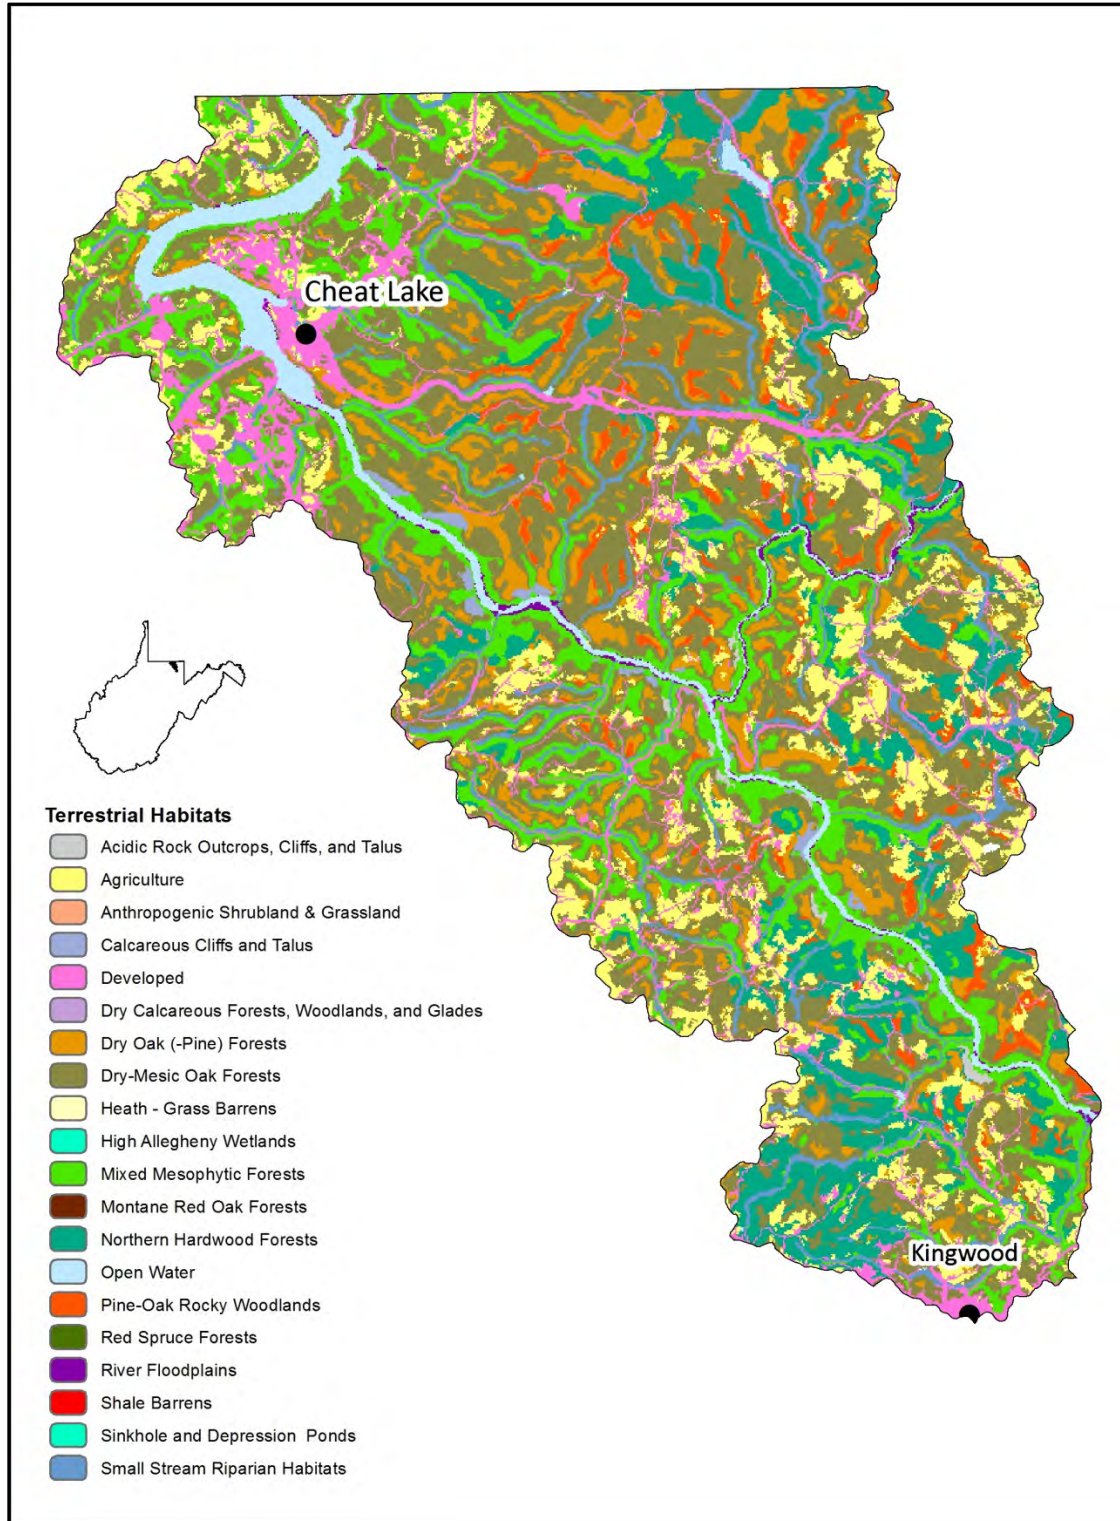 Cheat Lake
Terrestrial Habitats
Acidic Rock Outcrops, Cliffs, and Talus
Agriculture
Anthropogenic Shrubland & Grassland
Calcareous Cliffs and Talus
Developed
Dry Calcareous Forests, Woodlands, and Glades
Dry Oak (-Pine) Forests
Dry-Mesic Oak Forests
Heath - Grass Barrens
High Allegheny Wetlands
Mixed Mesophytic Forests
Montane Red Oak Forests
Northern Hardwood Forests
Open Water
Pine-Oak Rocky Woodlands
Red Spruce Forests
River Floodplains
Shale Barrens
Sinkhole and Depression Ponds
Small Stream Riparian Habitats
Kingwood